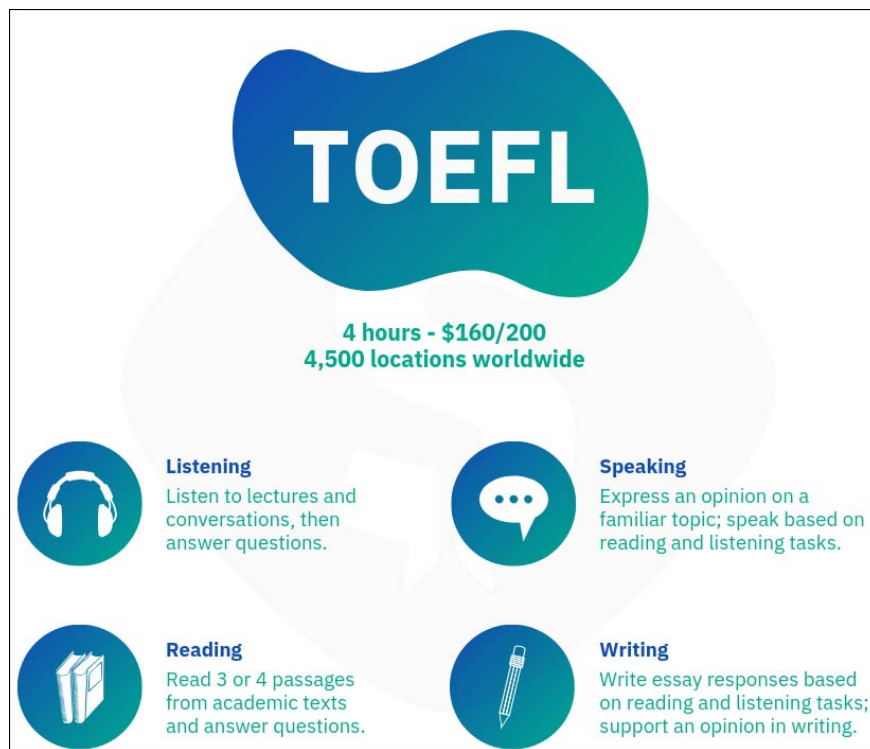 TOEFL
4 hours - $160/200
4,500 locations worldwide
Listening
Listen to lectures and
conversations, then
answer questions.
Speaking
Express an opinion on a
familiar topic; speak based on
reading and listening tasks.
Reading
Read 3 or 4 passages
from academic texts
and answer questions.
Writing
Write essay responses based
on reading and listening tasks;
support an opinion in writing.